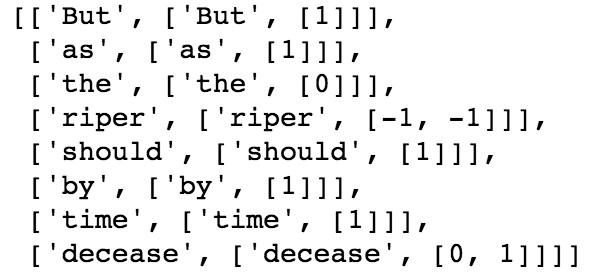 [['But', ['But', [1]]],
['as', ['as', [1]]],
['the', ['the', [0]]],
['riper', ['riper', [-1, -1]]],
['should', ['should', [1]]],
['by', ['by', [1]]],
['time', ['time', [1]]],
['decease', ['decease', [0, 1]]]]